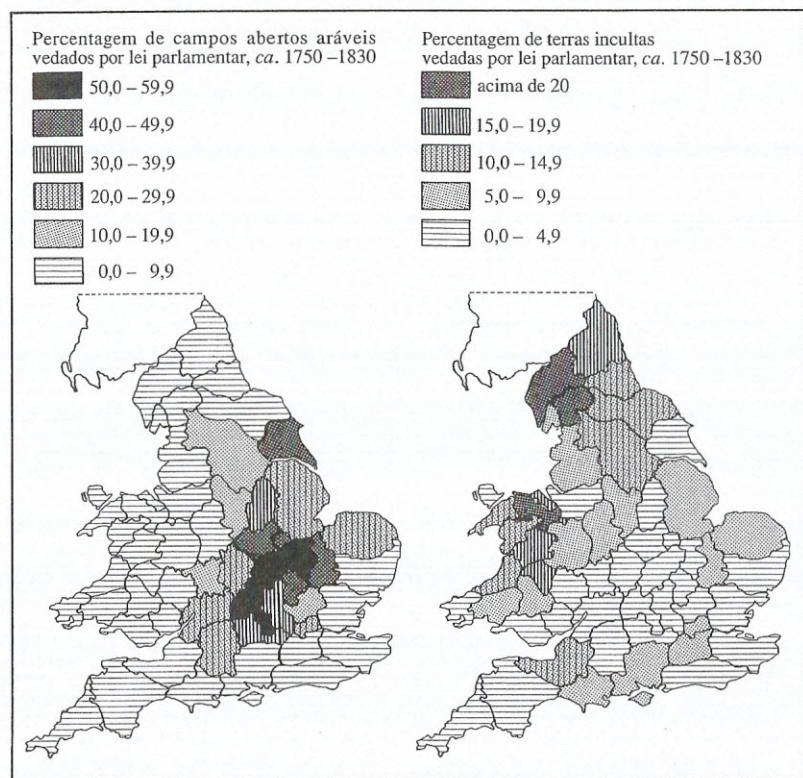 Percentagem de campos abertos aráveis
vedados por lei parlamentar, ca. 1750 –1830
50,0 – 59,9
40,0 – 49,9
30,0 – 39,9
20,0 – 29,9
10,0 – 19,9
0,0 – 9,9
Percentagem de terras incultas
vedadas por lei parlamentar, ca. 1750 –1830
acima de 20
15,0 – 19,9
10,0 – 14,9
5,0 – 9,9
0,0 – 4,9